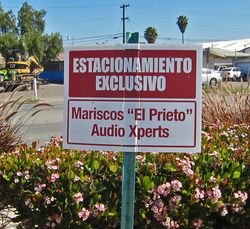 ESTACIONAMIENTO
EXCLUSIVO
Mariscos "El Prieto"
Audio Xperts